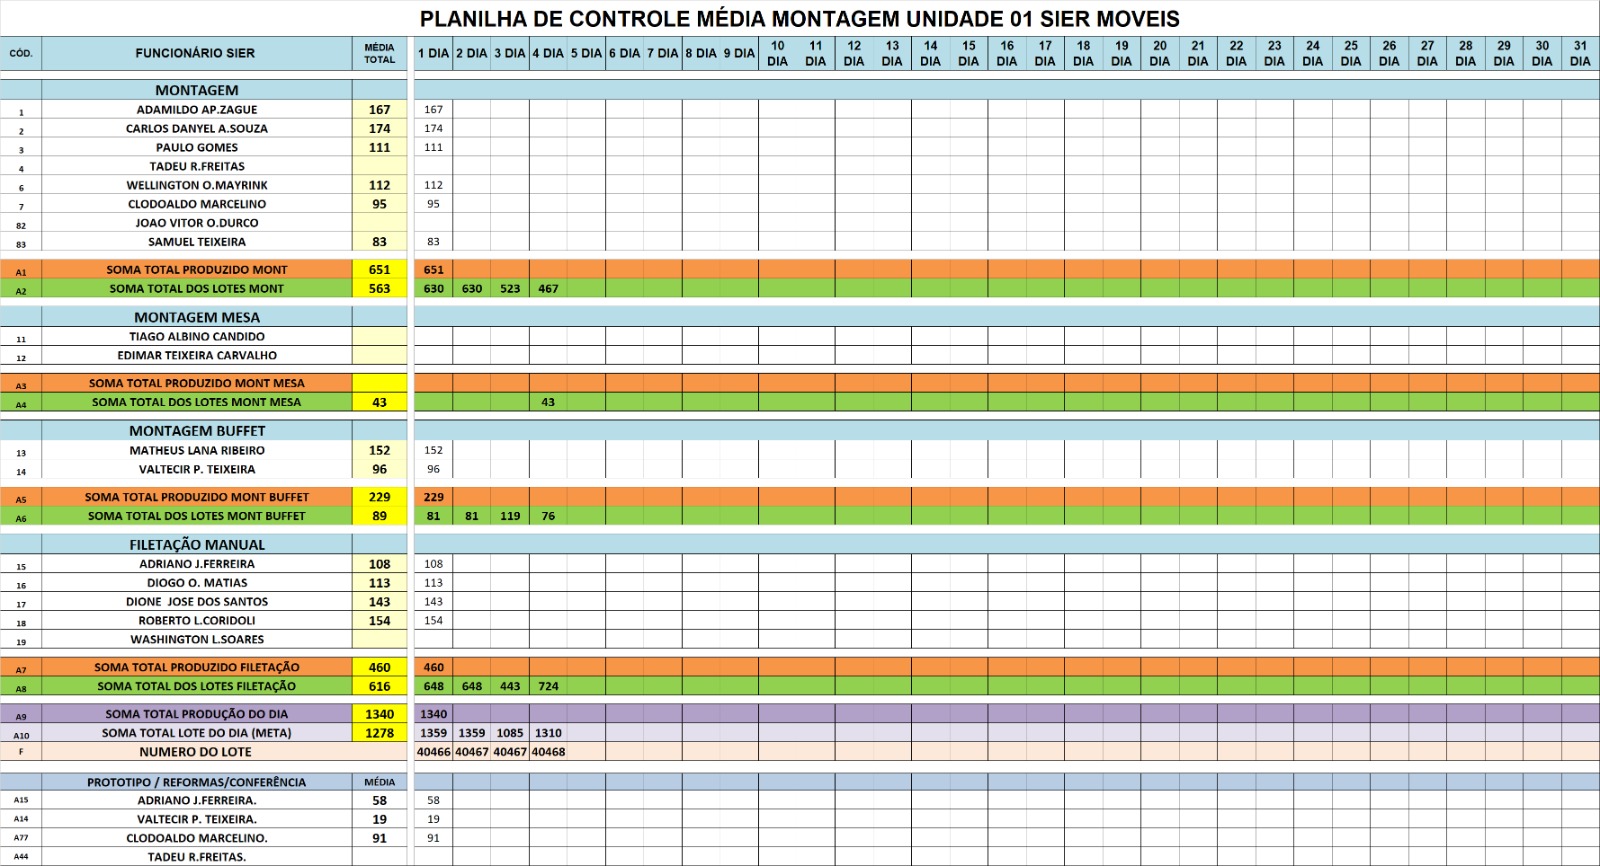 PLANILHA DE CONTROLE MÉDIA MONTAGEM UNIDADE 01 SIER MOVEIS
CÓD. FUNCIONÁRIO SIER MÉDIA TOTAL 1 DIA 2 DIA 3 DIA 4 DIA 5 DIA 6 DIA 7 DIA 8 DIA 9 DIA 10 DIA 11 DIA 12 DIA 13 DIA 14 DIA 15 DIA 16 DIA 17 DIA 18 DIA 19 DIA 20 DIA 21 DIA 22 DIA 23 DIA 24 DIA 25 DIA 26 DIA 27 DIA 28 DIA 29 DIA 30 DIA 31 DIA
MONTAGEM
1 ADAMILDO AP.ZAGUE 167 167
2 CARLOS DANYEL A.SOUZA 174 174
3 PAULO GOMES 111 111
4 TADEU R.FREITAS
6 WELLINGTON O.MAYRINK 112 112
7 CLODOALDO MARCELINO 95 95
82 JOAO VITOR O.DURCO
83 SAMUEL TEIXEIRA 83 83
A1 SOMA TOTAL PRODUZIDO MONT 651 651
A2 SOMA TOTAL DOS LOTES MONT 563 630 630 523 467
MONTAGEM MESA
11 TIAGO ALBINO CANDIDO
12 EDIMAR TEIXEIRA CARVALHO
A3 SOMA TOTAL PRODUZIDO MONT MESA
A4 SOMA TOTAL DOS LOTES MONT MESA 43 43
MONTAGEM BUFFET
13 MATHEUS LANA RIBEIRO 152 152
14 VALTECIR P. TEIXEIRA 96 96
A5 SOMA TOTAL PRODUZIDO MONT BUFFET 229 229
A6 SOMA TOTAL DOS LOTES MONT BUFFET 89 81 81 119 76
FILETAÇÃO MANUAL
15 ADRIANO J.FERREIRA 108 108
16 DIOGO O. MATIAS 113 113
17 DIONE JOSE DOS SANTOS 143 143
18 ROBERTO L.CORIDOLI 154 154
19 WASHINGTON L.SOARES
A7 SOMA TOTAL PRODUZIDO FILETAÇÃO 460 460
A8 SOMA TOTAL DOS LOTES FILETAÇÃO 616 648 648 443 724
A9 SOMA TOTAL PRODUÇÃO DO DIA 1340 1340
A10 SOMA TOTAL LOTE DO DIA (META) 1278 1359 1359 1085 1310
F NUMERO DO LOTE 40466 40467 40467 40468
PROTOTIPO / REFORMAS/CONFERÊNCIA MÉDIA
A15 ADRIANO J.FERREIRA. 58 58
A14 VALTECIR P. TEIXEIRA. 19 19
A77 CLODOALDO MARCELINO. 91 91
A44 TADEU R.FREITAS.